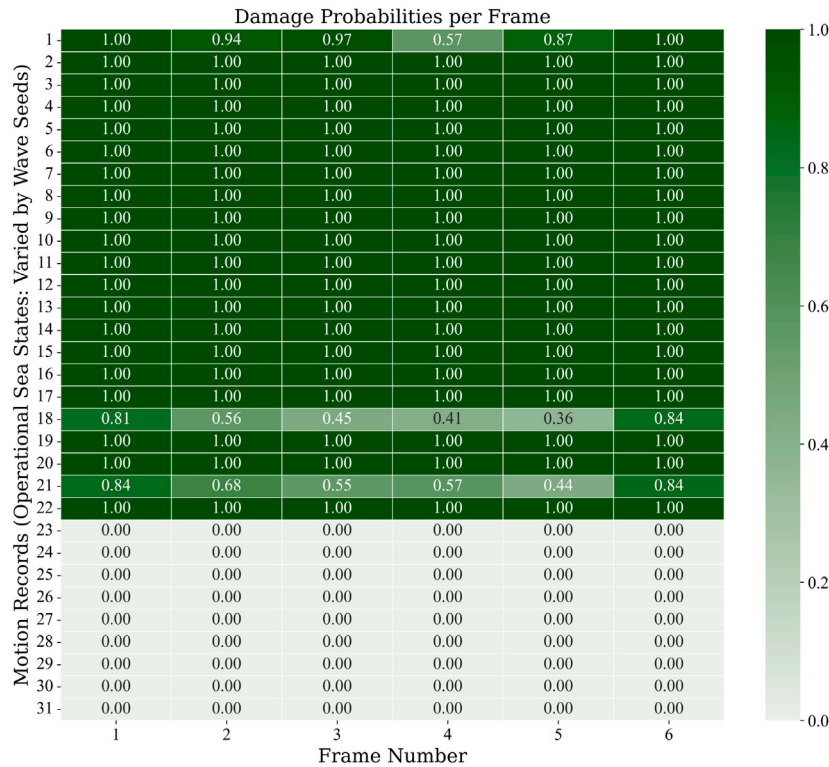 Damage Probabilities per Frame
Motion Records (Operational Sea States: Varied by Wave Seeds)
1 1.00 0.94 0.97 0.57 0.87 1.00
2 1.00 1.00 1.00 1.00 1.00 1.00
3 1.00 1.00 1.00 1.00 1.00 1.00
4 1.00 1.00 1.00 1.00 1.00 1.00
5 1.00 1.00 1.00 1.00 1.00 1.00
6 1.00 1.00 1.00 1.00 1.00 1.00
7 1.00 1.00 1.00 1.00 1.00 1.00
8 1.00 1.00 1.00 1.00 1.00 1.00
9 1.00 1.00 1.00 1.00 1.00 1.00
10 1.00 1.00 1.00 1.00 1.00 1.00
11 1.00 1.00 1.00 1.00 1.00 1.00
12 1.00 1.00 1.00 1.00 1.00 1.00
13 1.00 1.00 1.00 1.00 1.00 1.00
14 1.00 1.00 1.00 1.00 1.00 1.00
15 1.00 1.00 1.00 1.00 1.00 1.00
16 1.00 1.00 1.00 1.00 1.00 1.00
17 1.00 1.00 1.00 1.00 1.00 1.00
18 0.81 0.56 0.45 0.41 0.36 0.84
19 1.00 1.00 1.00 1.00 1.00 1.00
20 1.00 1.00 1.00 1.00 1.00 1.00
21 0.84 0.68 0.55 0.57 0.44 0.84
22 1.00 1.00 1.00 1.00 1.00 1.00
23 0.00 0.00 0.00 0.00 0.00 0.00
24 0.00 0.00 0.00 0.00 0.00 0.00
25 0.00 0.00 0.00 0.00 0.00 0.00
26 0.00 0.00 0.00 0.00 0.00 0.00
27 0.00 0.00 0.00 0.00 0.00 0.00
28 0.00 0.00 0.00 0.00 0.00 0.00
29 0.00 0.00 0.00 0.00 0.00 0.00
30 0.00 0.00 0.00 0.00 0.00 0.00
31 0.00 0.00 0.00 0.00 0.00 0.00
1 2 3 4 5 6
Frame Number
1.0
0.8
0.6
0.4
0.2
0.0